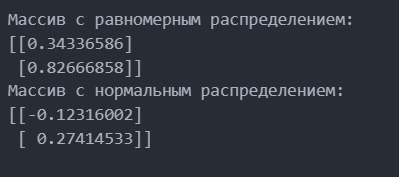 Массив с равномерным распределением:
[[0.34336586]
 [0.82666858]]
Массив с нормальным распределением:
[[-0.12316002]
 [ 0.27414533]]